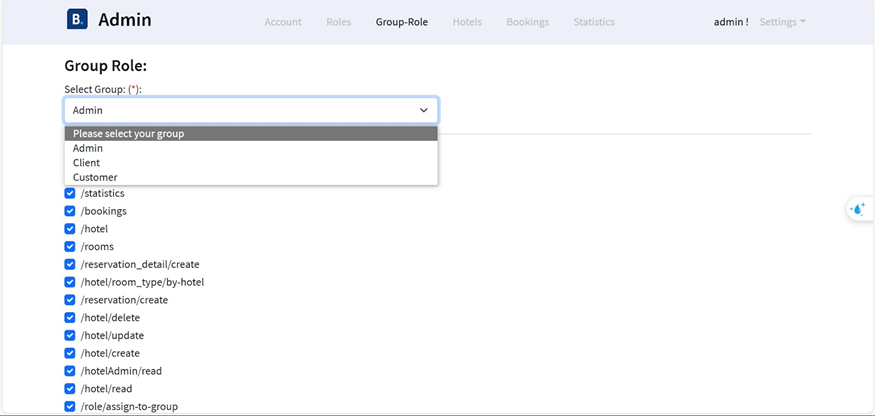 B. Admin Account Roles Group-Role Hotels Bookings Statistics admin ! Settings
Group Role:
Select Group: (*):
Admin
Please select your group
Admin
Client
Customer
/statistics
/bookings
/hotel
/rooms
/reservation_detail/create
/hotel/room_type/by-hotel
/reservation/create
/hotel/delete
/hotel/update
/hotel/create
/hotelAdmin/read
/hotel/read
/role/assign-to-group